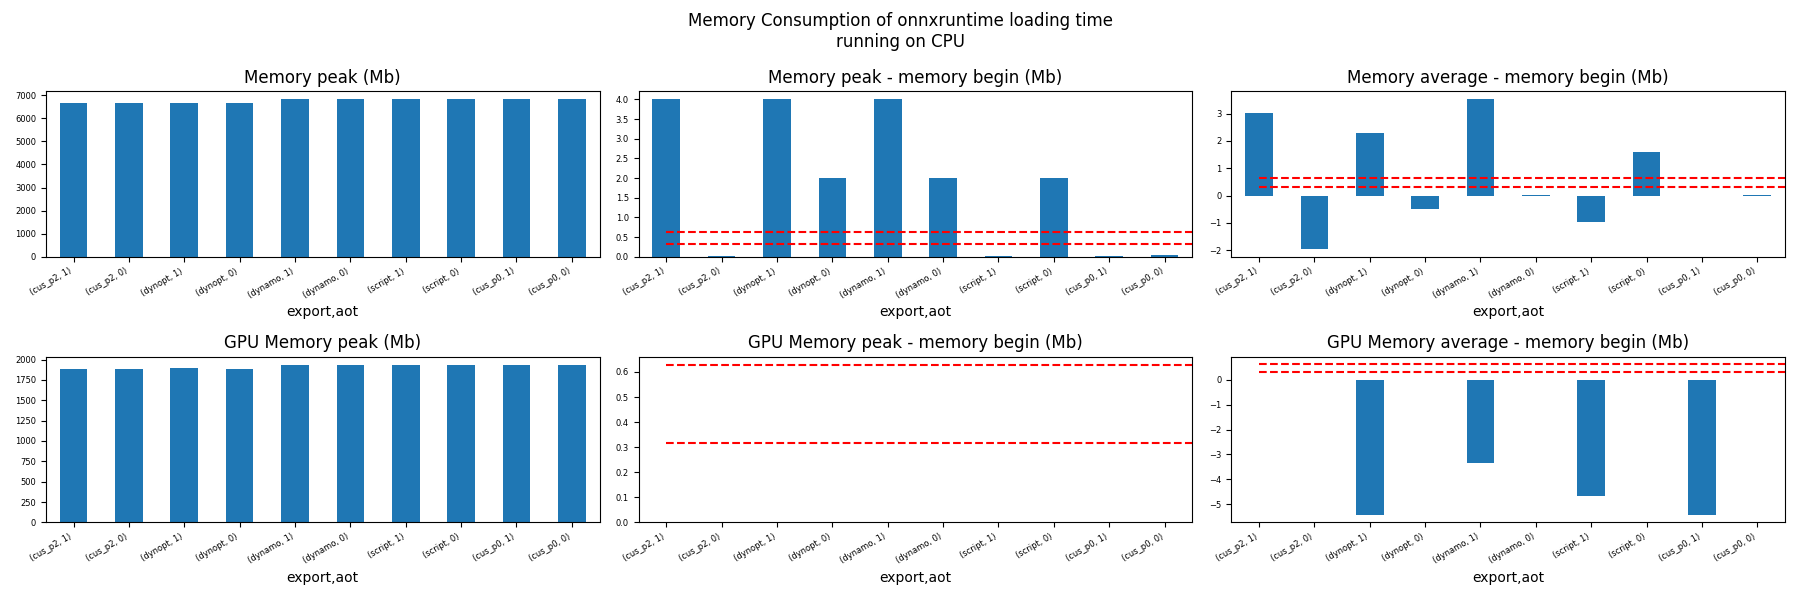 Memory Consumption of onnxruntime loading time
running on CPU
Memory peak (Mb)
7000
6000
5000
4000
3000
2000
1000
0
(cus_p2, 1)
(cus_p2, 0)
(dynopt, 1)
(dynopt, 0)
(dynamo, 1)
(dynamo, 0)
(script, 1)
(script, 0)
(cus_p0, 1)
(cus_p0, 0)
export,aot
Memory peak - memory begin (Mb)
4.0
3.5
3.0
2.5
2.0
1.5
1.0
0.5
0.0
(cus_p2, 1)
(cus_p2, 0)
(dynopt, 1)
(dynopt, 0)
(dynamo, 1)
(dynamo, 0)
(script, 1)
(script, 0)
(cus_p0, 1)
(cus_p0, 0)
export,aot
Memory average - memory begin (Mb)
3
2
1
0
−1
−2
(cus_p2, 1)
(cus_p2, 0)
(dynopt, 1)
(dynopt, 0)
(dynamo, 1)
(dynamo, 0)
(script, 1)
(script, 0)
(cus_p0, 1)
(cus_p0, 0)
export,aot
GPU Memory peak (Mb)
2000
1750
1500
1250
1000
750
500
250
0
(cus_p2, 1)
(cus_p2, 0)
(dynopt, 1)
(dynopt, 0)
(dynamo, 1)
(dynamo, 0)
(script, 1)
(script, 0)
(cus_p0, 1)
(cus_p0, 0)
export,aot
GPU Memory peak - memory begin (Mb)
0.6
0.5
0.4
0.3
0.2
0.1
0.0
(cus_p2, 1)
(cus_p2, 0)
(dynopt, 1)
(dynopt, 0)
(dynamo, 1)
(dynamo, 0)
(script, 1)
(script, 0)
(cus_p0, 1)
(cus_p0, 0)
export,aot
GPU Memory average - memory begin (Mb)
0
−1
−2
−3
−4
−5
(cus_p2, 1)
(cus_p2, 0)
(dynopt, 1)
(dynopt, 0)
(dynamo, 1)
(dynamo, 0)
(script, 1)
(script, 0)
(cus_p0, 1)
(cus_p0, 0)
export,aot